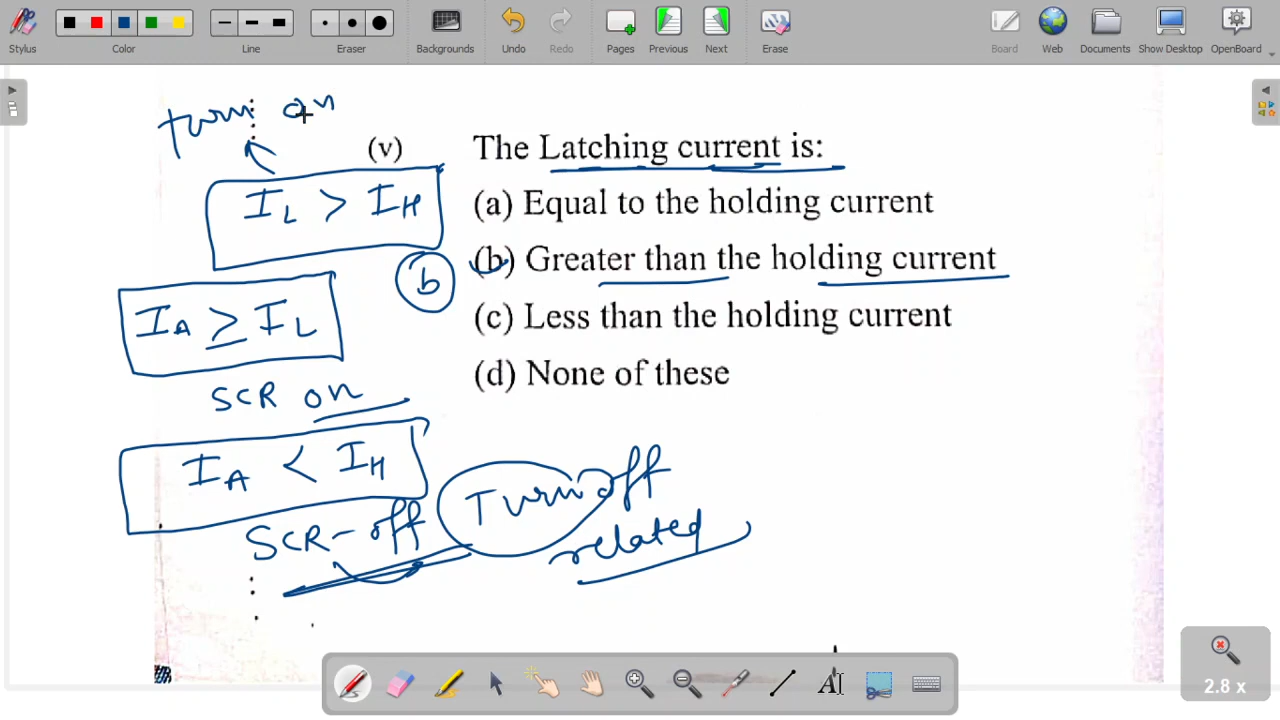 Stylus
Color
Line
Eraser
Backgrounds
Undo
Redo
Pages
Previous
Next
Erase
Board
Web
Documents
Show Desktop
OpenBoard
turn on
(v) The Latching current is:
I_L > I_H
(a) Equal to the holding current
b
(b) Greater than the holding current
I_A ≥ I_L
(c) Less than the holding current
SCR on
(d) None of these
I_A < I_H
Turn off
SCR-off
related
2.8 x